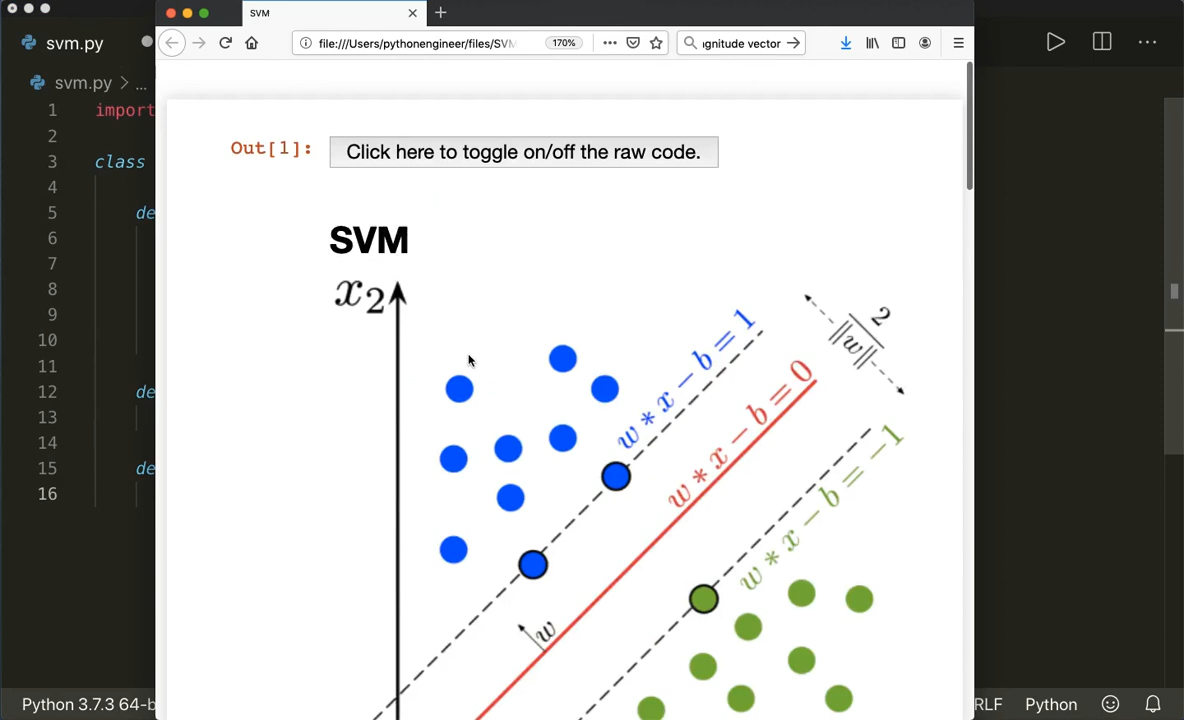 SVM
svm.py
file:///Users/pythonengineer/files/SVM
170%
ignitude vector
svm.py > ...
1 import
2
3 class
4
5 de
6
7
8
9
10
11
12 de
13
14
15 de
16
Out[1]:
Click here to toggle on/off the raw code.
SVM
x2
w * x − b = 1
2
||w||
w * x − b = 0
w * x − b = −1
w
Python 3.7.3 64-b
RLF
Python